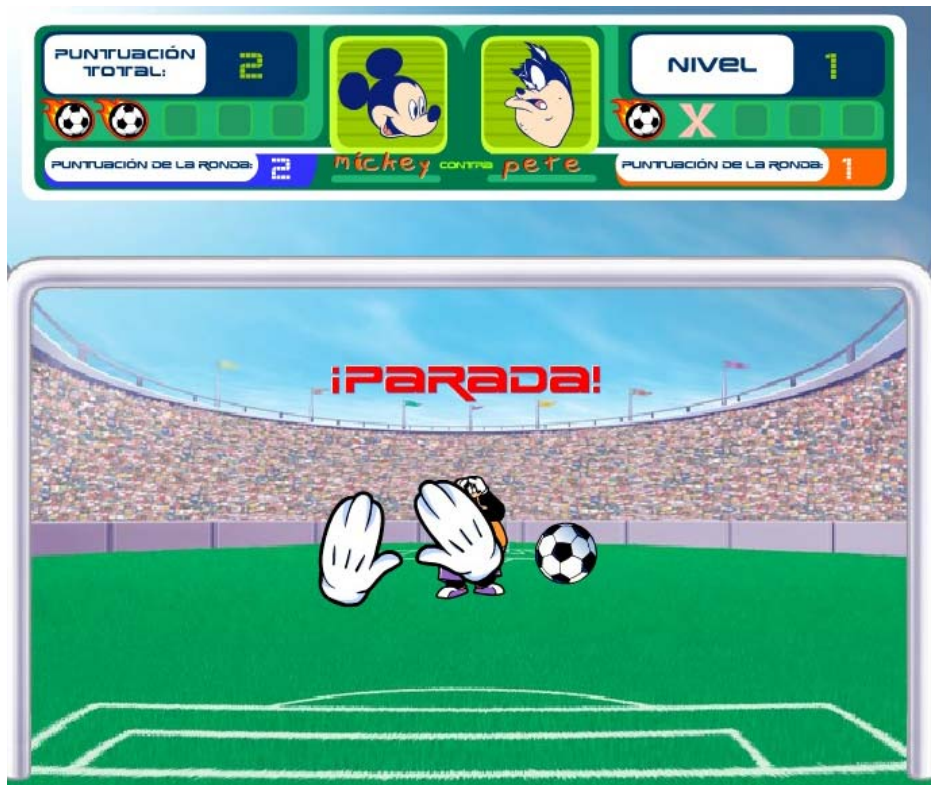 PUNTUACIÓN
TOTAL:
2
NIVEL
1
X
PUNTUACIÓN DE LA RONDA:
2
mickey
CONTRA
pete
PUNTUACIÓN DE LA RONDA:
1
¡PARADA!